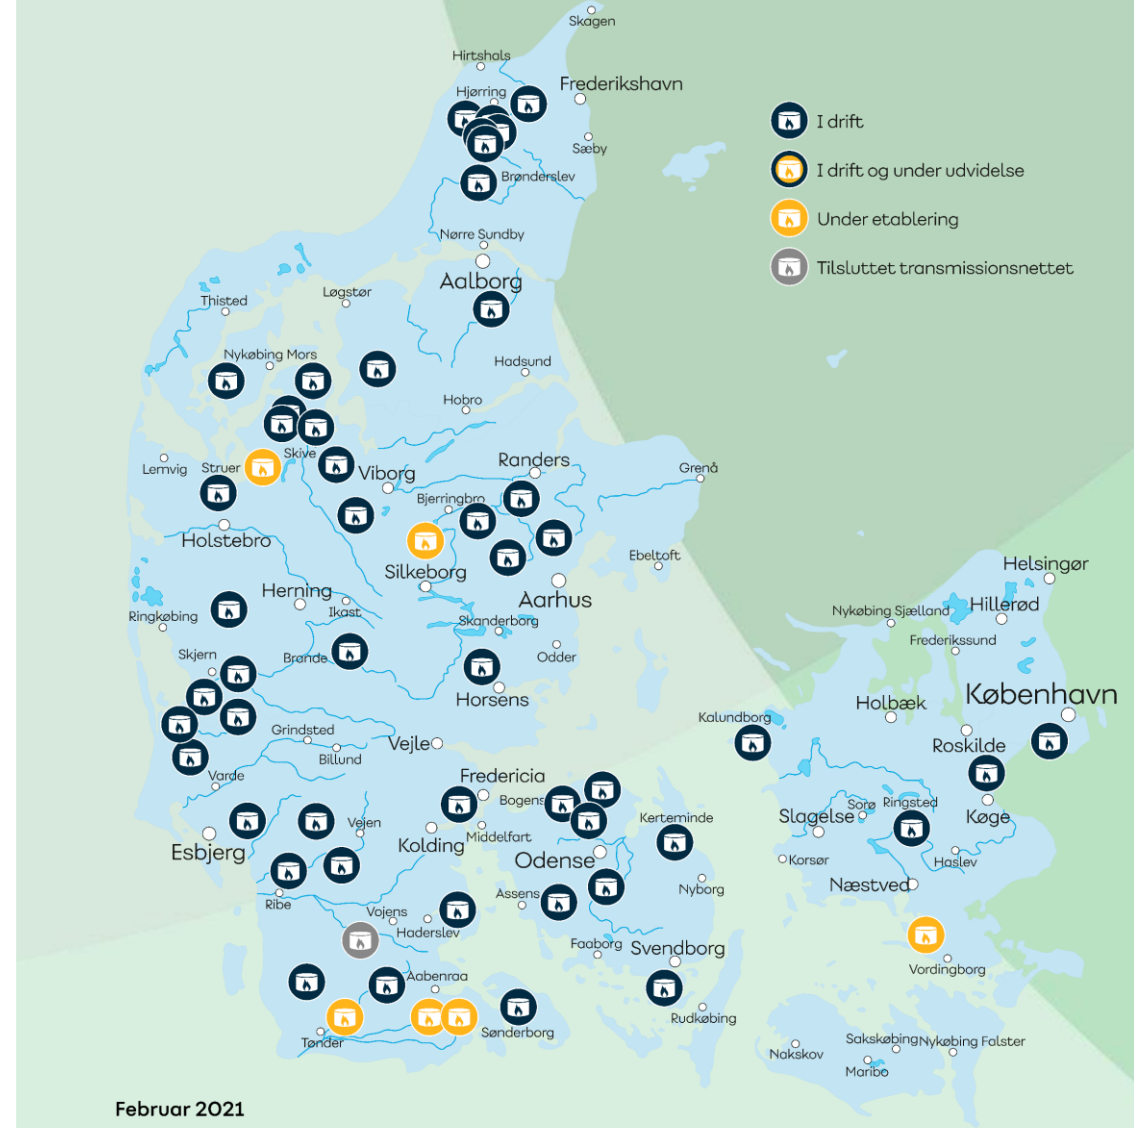 Skagen
Hirtshals
Frederikshavn
Hjørring
I drift
Sæby
I drift og under udvidelse
Brønderslev
Under etablering
Nørre Sundby
Tilsluttet transmissionsnettet
Aalborg
Løgstør
Thisted
Nykøbing Mors
Hadsund
Hobro
Skive
Lemvig
Struer
Viborg
Randers
Grenå
Bjerringbro
Holstebro
Ebeltoft
Helsingør
Silkeborg
Herning
Aarhus
Ikast
Hillerød
Nykøbing Sjælland
Ringkøbing
Skanderborg
Frederikssund
Skjern
Brande
Odder
København
Horsens
Holbæk
Kalundborg
Grindsted
Vejle
Roskilde
Billund
Varde
Fredericia
Bogens
Sorø
Ringsted
Kerteminde
Slagelse
Køge
Vejen
Middelfart
Kolding
Esbjerg
Odense
Korsør
Haslev
Næstved
Nyborg
Assens
Ribe
Vojens
Haderslev
Faaborg
Svendborg
Vordingborg
Aabenraa
Rudkøbing
Sønderborg
Tønder
Sakskøbing
Nykøbing Falster
Nakskov
Maribo
Februar 2021